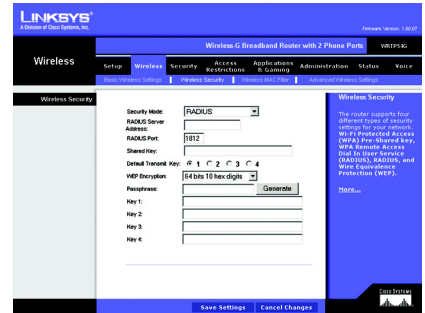 LINKSYS®
A Division of Cisco Systems, Inc.
Firmware Version: 1.00.07
Wireless-G Broadband Router with 2 Phone Ports
WRTP54G
Wireless
Setup
Wireless
Security
Access Restrictions
Applications & Gaming
Administration
Status
Voice
Basic Wireless Settings
Wireless Security
Wireless MAC Filter
Advanced Wireless Settings
Wireless Security
Security Mode: RADIUS
RADIUS Server Address:
RADIUS Port: 1812
Shared Key:
Default Transmit Key: 1 2 3 4
WEP Encryption: 64 bits 10 hex digits
Passphrase: Generate
Key 1:
Key 2:
Key 3:
Key 4:
Wireless Security
The router supports four
different types of security
settings for your network.
Wi-Fi Protected Access
(WPA) Pre-Shared key,
WPA Remote Access
Dial In User Service
(RADIUS), RADIUS, and
Wire Equivalence
Protection (WEP).
More...
Save Settings
Cancel Changes
CISCO SYSTEMS